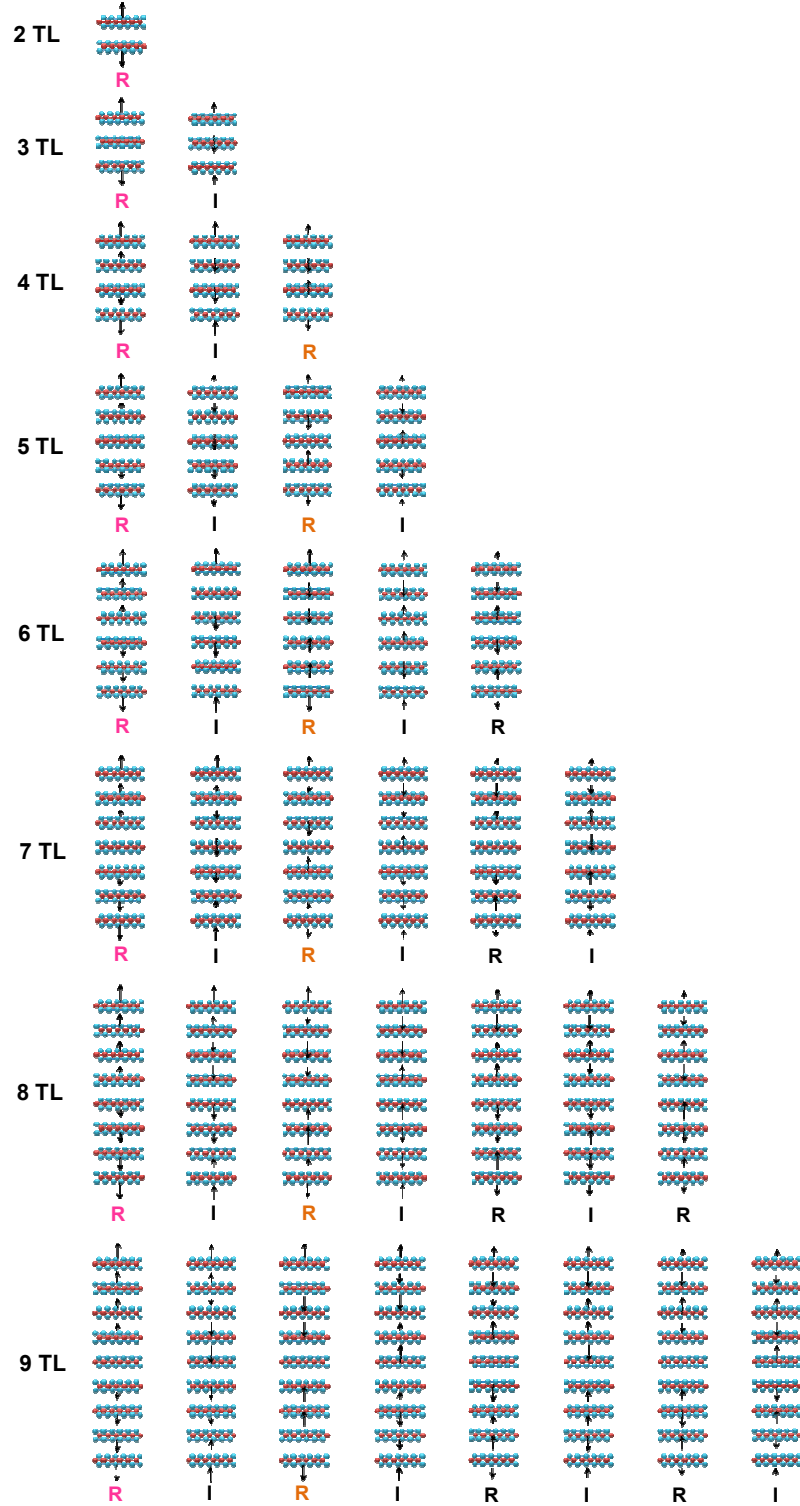 2 TL
R
3 TL
R I
4 TL
R I R
5 TL
R I R I
6 TL
R I R I R
7 TL
R I R I R I
8 TL
R I R I R I R
9 TL
R I R I R I R I